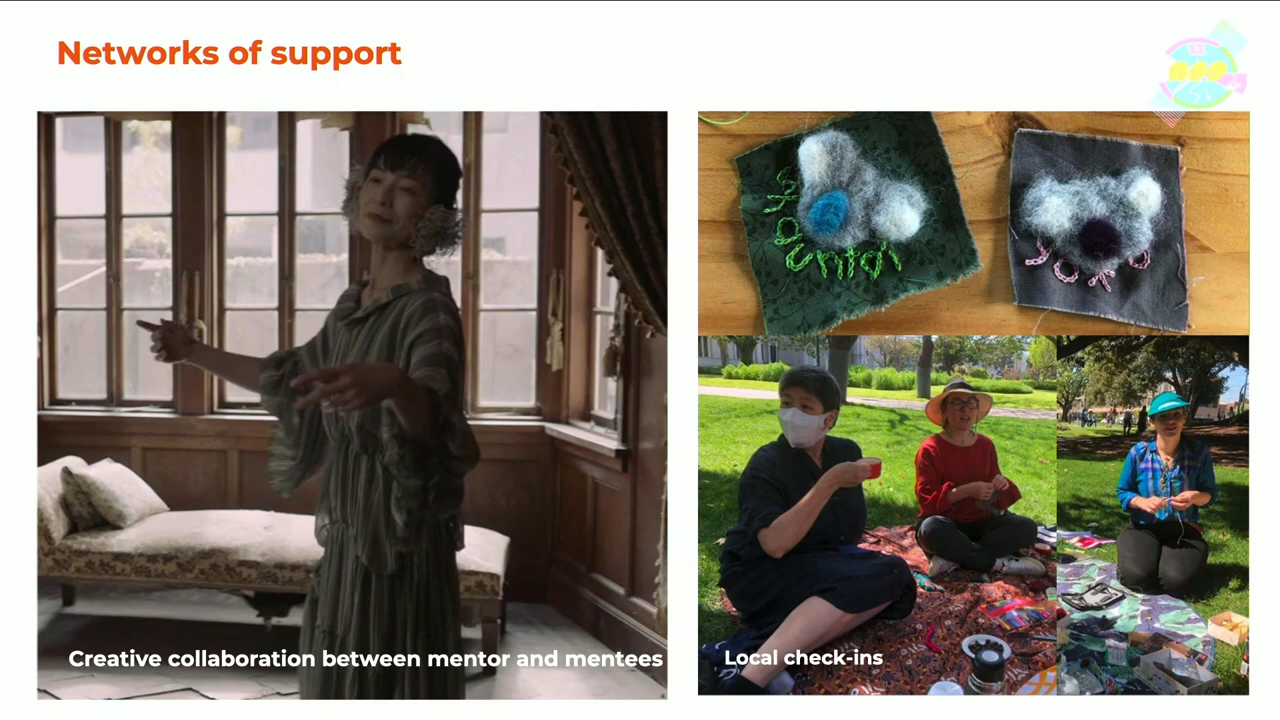 Networks of support
Creative collaboration between mentor and mentees
Local check-ins